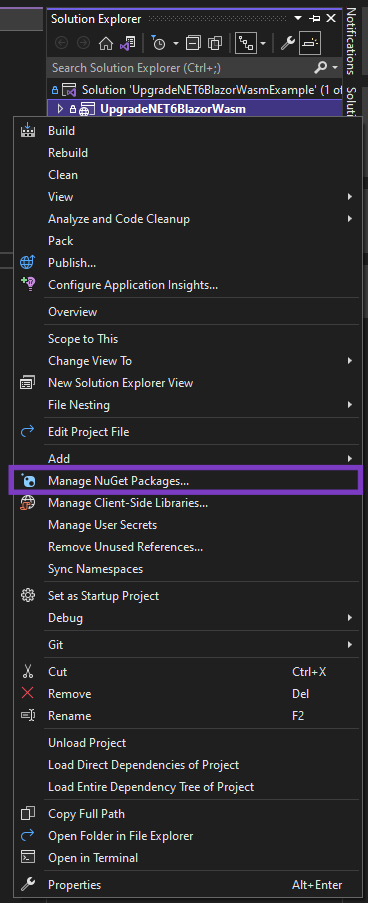 Solution Explorer
Search Solution Explorer (Ctrl+;)
Solution 'UpgradeNET6BlazorWasmExample' (1 of
UpgradeNET6BlazorWasm
Notifications
Build
Rebuild
Clean
View
Analyze and Code Cleanup
Pack
Publish...
Configure Application Insights...
Overview
Scope to This
Change View To
New Solution Explorer View
File Nesting
Edit Project File
Add
Manage NuGet Packages...
Manage Client-Side Libraries...
Manage User Secrets
Remove Unused References...
Sync Namespaces
Set as Startup Project
Debug
Git
Cut Ctrl+X
Remove Del
Rename F2
Unload Project
Load Direct Dependencies of Project
Load Entire Dependency Tree of Project
Copy Full Path
Open Folder in File Explorer
Open in Terminal
Properties Alt+Enter